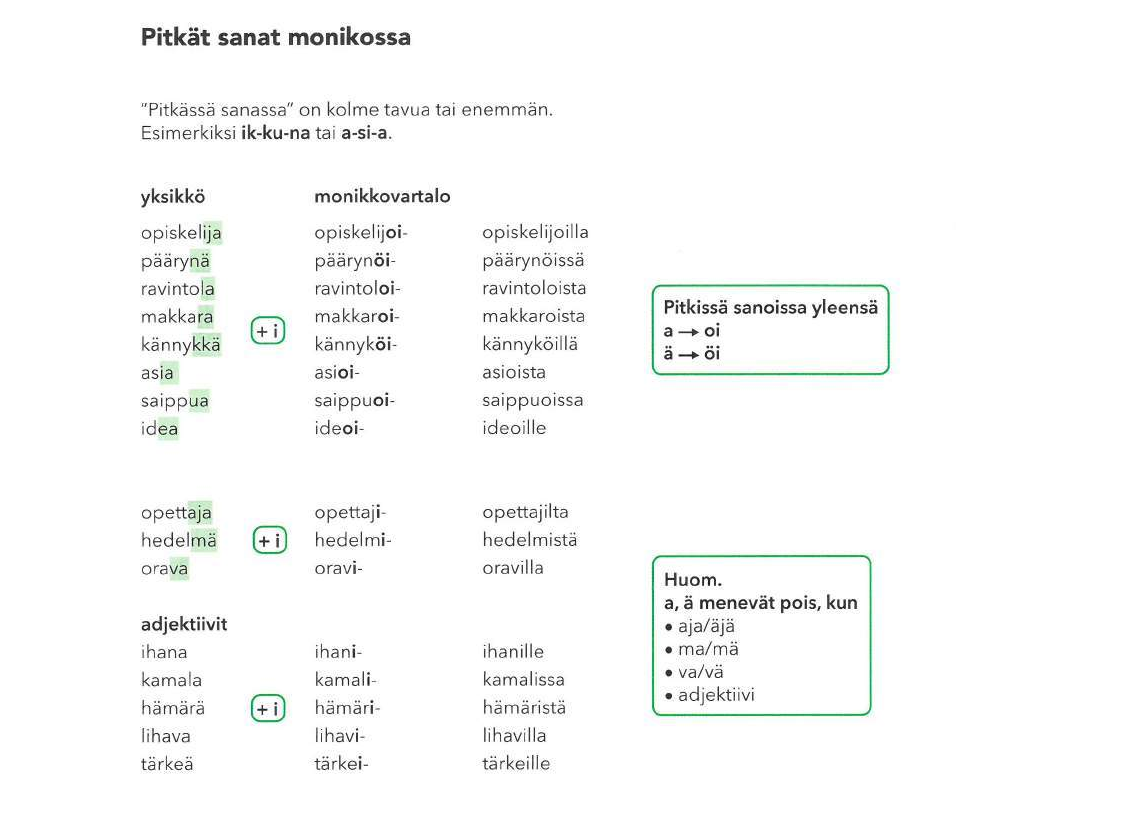 Pitkät sanat monikossa
"Pitkässä sanassa" on kolme tavua tai enemmän.
Esimerkiksi ik-ku-na tai a-si-a.
yksikkö monikkovartalo
opiskelija opiskelijoi- opiskelijoilla
päärynä päärynöi- päärynöissä
ravintola ravintoloi- ravintoloista
makkara makkaroi- makkaroista
+ i
kännykkä kännyköi- kännyköillä
asia asioi- asioista
saippua saippuoi- saippuoissa
idea ideoi- ideoille
Pitkissä sanoissa yleensä
a → oi
ä → öi
opettaja opettaji- opettajilta
hedelmä + i hedelmi- hedelmistä
orava oravi- oravilla
adjektiivit
ihana ihani- ihanille
kamala kamali- kamalissa
hämärä + i hämäri- hämäristä
lihava lihavi- lihavilla
tärkeä tärkei- tärkeille
Huom.
a, ä menevät pois, kun
• aja/äjä
• ma/mä
• va/vä
• adjektiivi